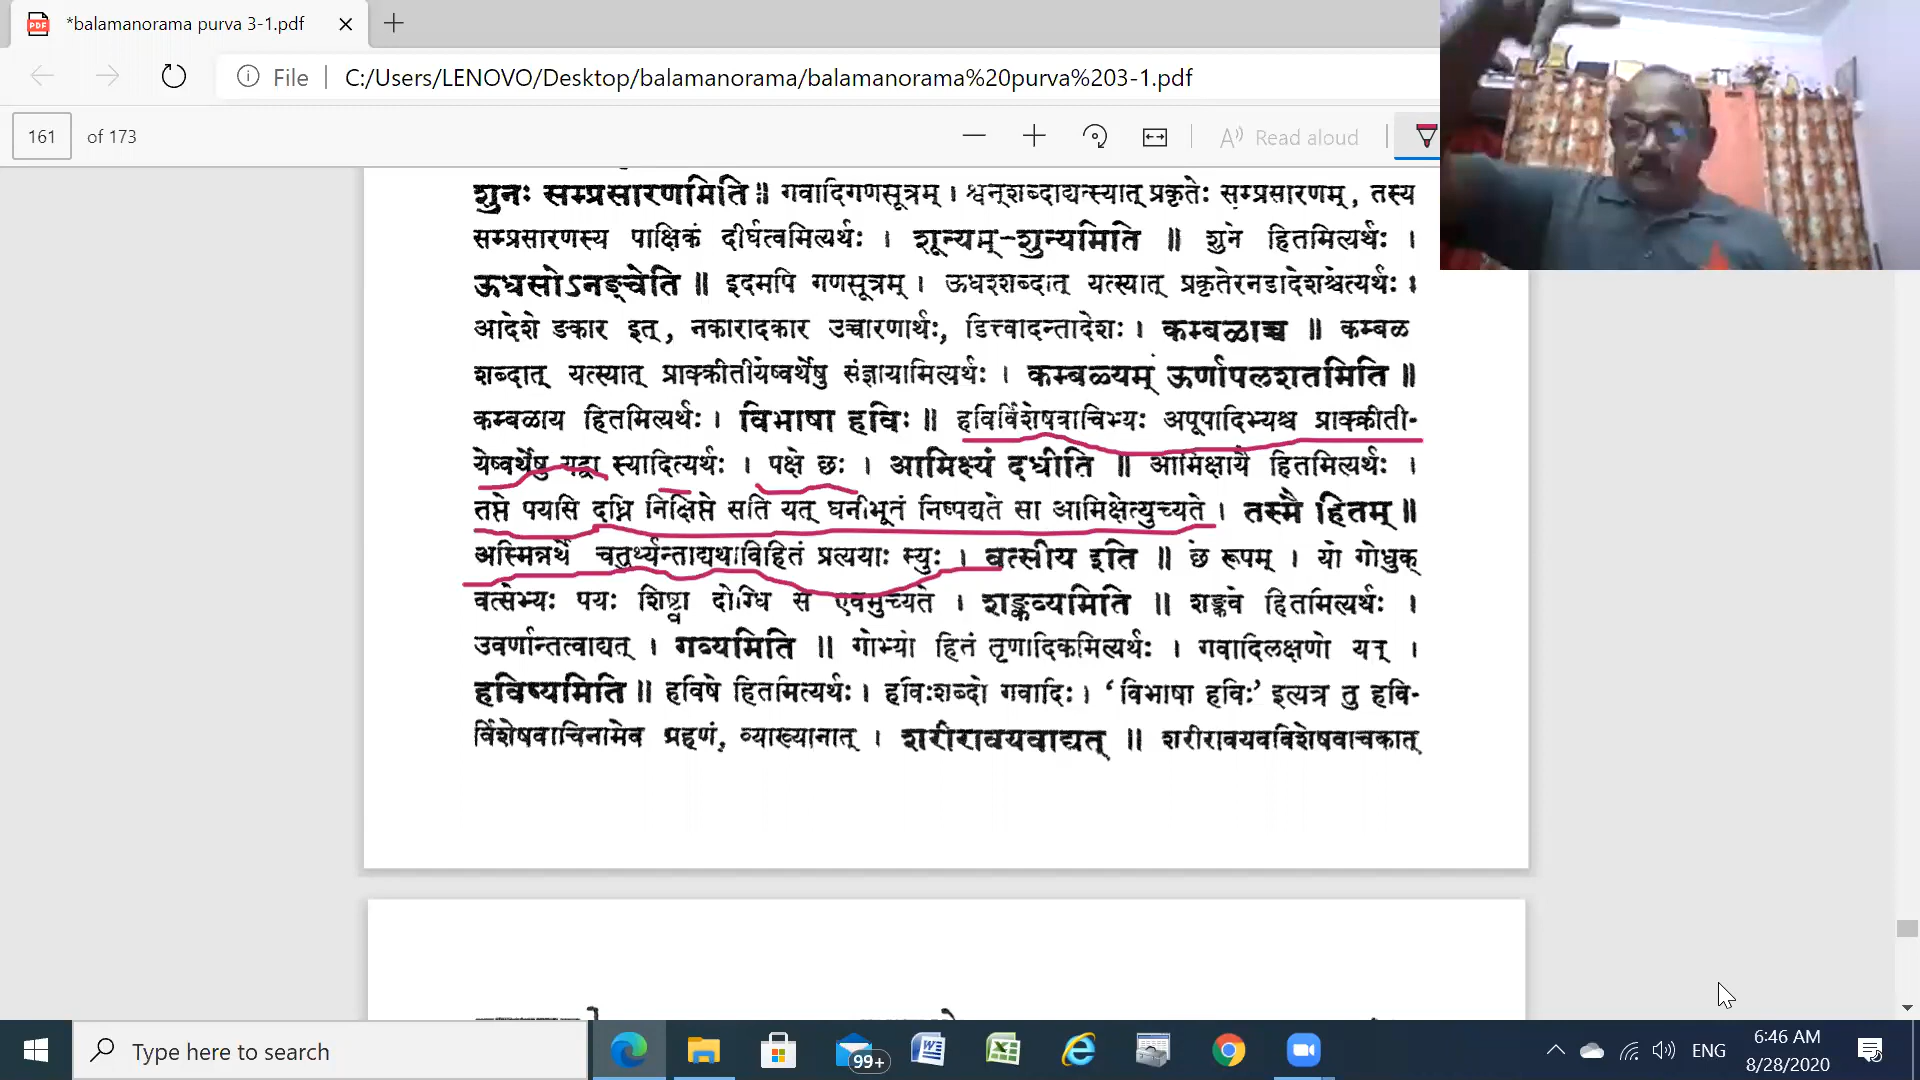 *balamanorama purva 3-1.pdf
File | C:/Users/LENOVO/Desktop/balamanorama/balamanorama%20purva%203-1.pdf
161 of 173 Read aloud
शुनः सम्प्रसारणमिति ॥ गवादिगणसूत्रम् । श्वन्शब्दाद्यत्स्यात् प्रकृतेः सम्प्रसारणम्, तस्य
सम्प्रसारणस्य पाक्षिकं दीर्घत्वमित्यर्थः । शून्यम्-शुन्यमिति ॥ शुने हितमित्यर्थः ।
ऊधसोऽनङ्चेति ॥ इदमपि गणसूत्रम् । ऊधश्शब्दात् यत्स्यात् प्रकृतेरनङादेशश्चेत्यर्थः ।
आदेशे ङकार इत्, नकारादकार उच्चारणार्थः, ङित्त्वादन्तादेशः । कम्बळाच्च ॥ कम्बळ
शब्दात् यत्स्यात् प्राक्क्रीतीयेष्वर्थेषु संज्ञायामित्यर्थः । कम्बळ्यम् ऊर्णापलशतमिति ॥
कम्बळाय हितमित्यर्थः । विभाषा हविः ॥ हविर्विशेषवाचिभ्यः अपूपादिभ्यश्च प्राक्क्रीती-
येष्वर्थेषु यद्वा स्यादित्यर्थः । पक्षे छः । आमिक्ष्यं दधीति ॥ आमिक्षायै हितमित्यर्थः ।
तप्ते पयसि दध्नि निक्षिप्ते सति यत् घनीभूतं निष्पद्यते सा आमिक्षेत्युच्यते । तस्मै हितम् ॥
अस्मिन्नर्थे चतुर्थ्यन्ताद्यथाविहितं प्रत्ययाः स्युः । वत्सीय इति ॥ छे रूपम् । यो गोधुक्
वत्सेभ्यः पयः शिष्ट्वा दोग्धि स एवमुच्यते । शङ्कव्यमिति ॥ शङ्कवे हितमित्यर्थः ।
उवर्णान्तत्वाद्यत् । गव्यमिति ॥ गोभ्यो हितं तृणादिकमित्यर्थः । गवादिलक्षणो यत् ।
हविष्यमिति ॥ हविषे हितमित्यर्थः । हविःशब्दो गवादिः । ‘विभाषा हविः’ इत्यत्र तु हवि-
र्विशेषवाचिनामेव ग्रहणं, व्याख्यानात् । शरीरावयवाद्यत् ॥ शरीरावयवविशेषवाचकात्
Type here to search
99+
ENG
6:46 AM
8/28/2020